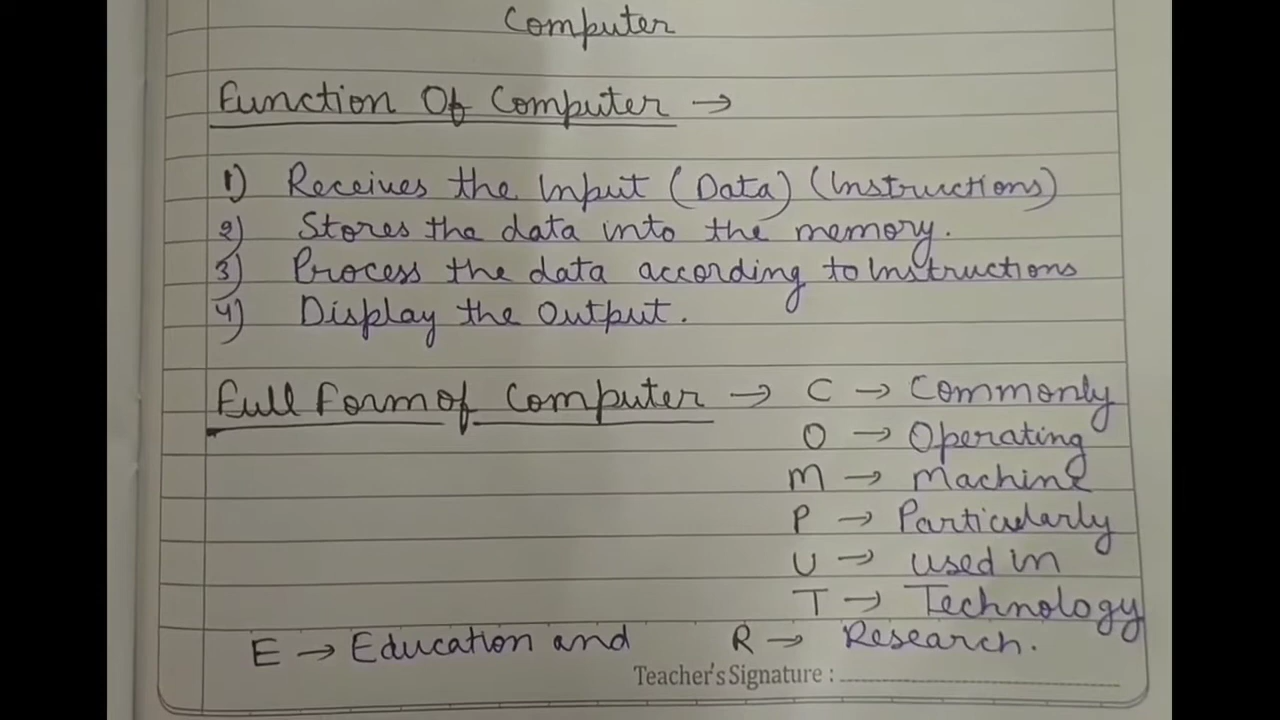 Computer
Function Of Computer →
1) Receives the Input (Data) (Instructions)
2) Stores the data into the memory.
3) Process the data according to Instructions
4) Display the Output.
Full Form of Computer → C → Commonly
O → Operating
M → Machine
P → Particularly
U → used in
T → Technology
E → Education and R → Research.
Teacher's Signature :